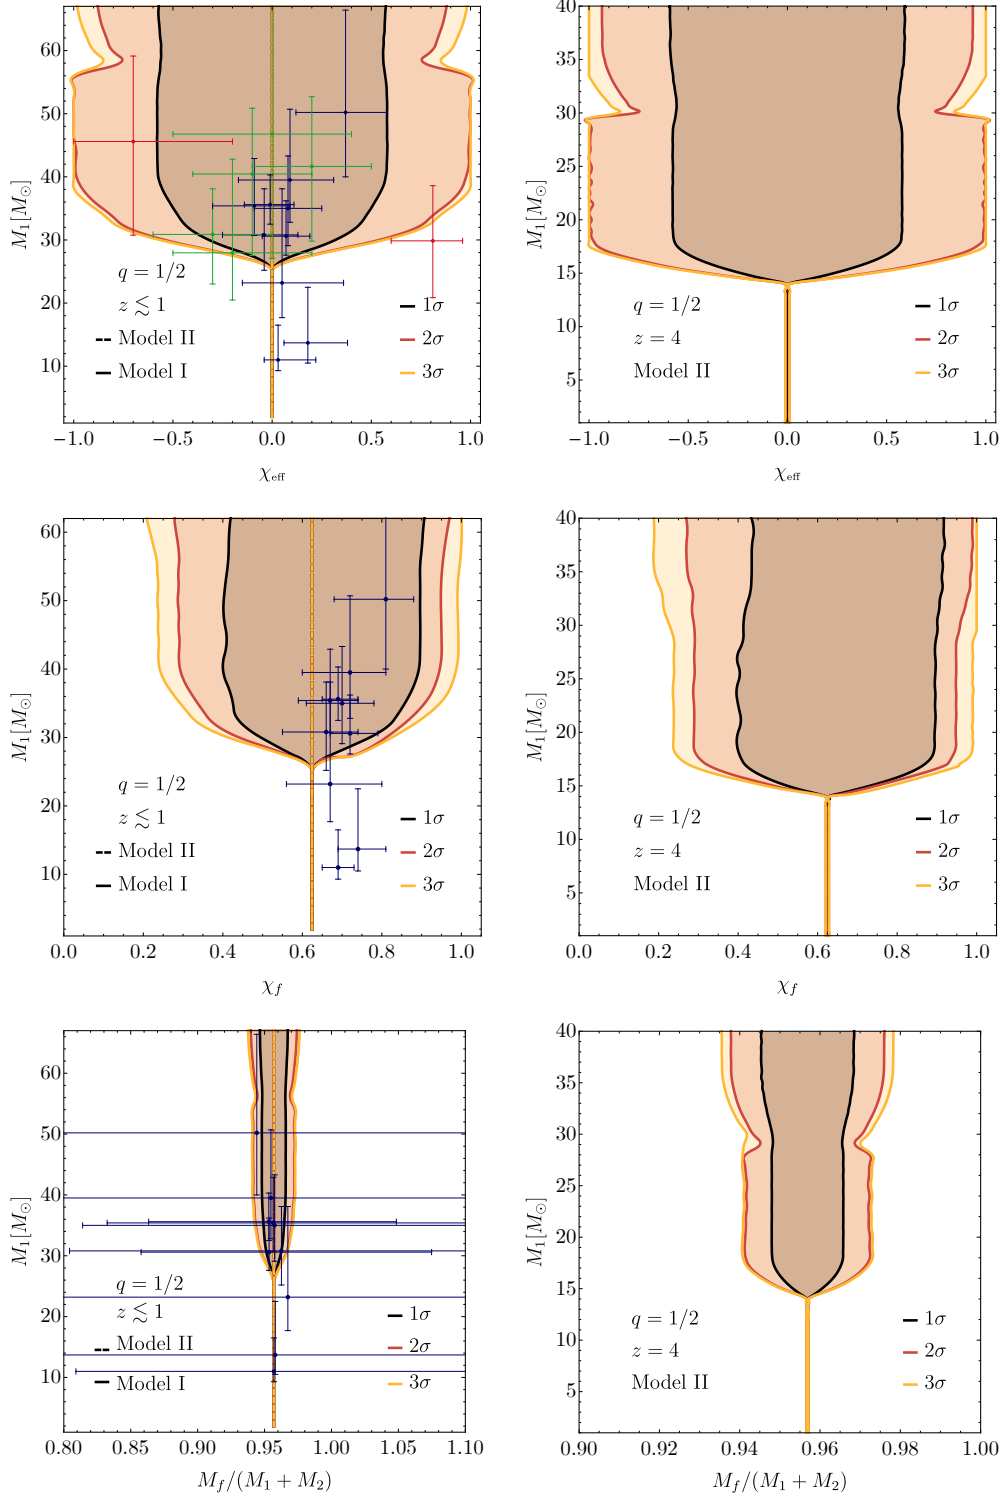 M₁[M⊙]
60
50
40
30
20
10
q = 1/2
z ≲ 1
Model II
Model I
1σ
2σ
3σ
−1.0 −0.5 0.0 0.5 1.0
χeff
M₁[M⊙]
40
35
30
25
20
15
10
5
q = 1/2
z = 4
Model II
1σ
2σ
3σ
−1.0 −0.5 0.0 0.5 1.0
χeff
M₁[M⊙]
60
50
40
30
20
10
q = 1/2
z ≲ 1
Model II
Model I
1σ
2σ
3σ
0.0 0.2 0.4 0.6 0.8 1.0
χf
M₁[M⊙]
40
35
30
25
20
15
10
5
q = 1/2
z = 4
Model II
1σ
2σ
3σ
0.0 0.2 0.4 0.6 0.8 1.0
χf
M₁[M⊙]
60
50
40
30
20
10
q = 1/2
z ≲ 1
Model II
Model I
1σ
2σ
3σ
0.80 0.85 0.90 0.95 1.00 1.05 1.10
Mf/(M₁ + M₂)
M₁[M⊙]
40
35
30
25
20
15
10
5
q = 1/2
z = 4
Model II
1σ
2σ
3σ
0.90 0.92 0.94 0.96 0.98 1.00
Mf/(M₁ + M₂)